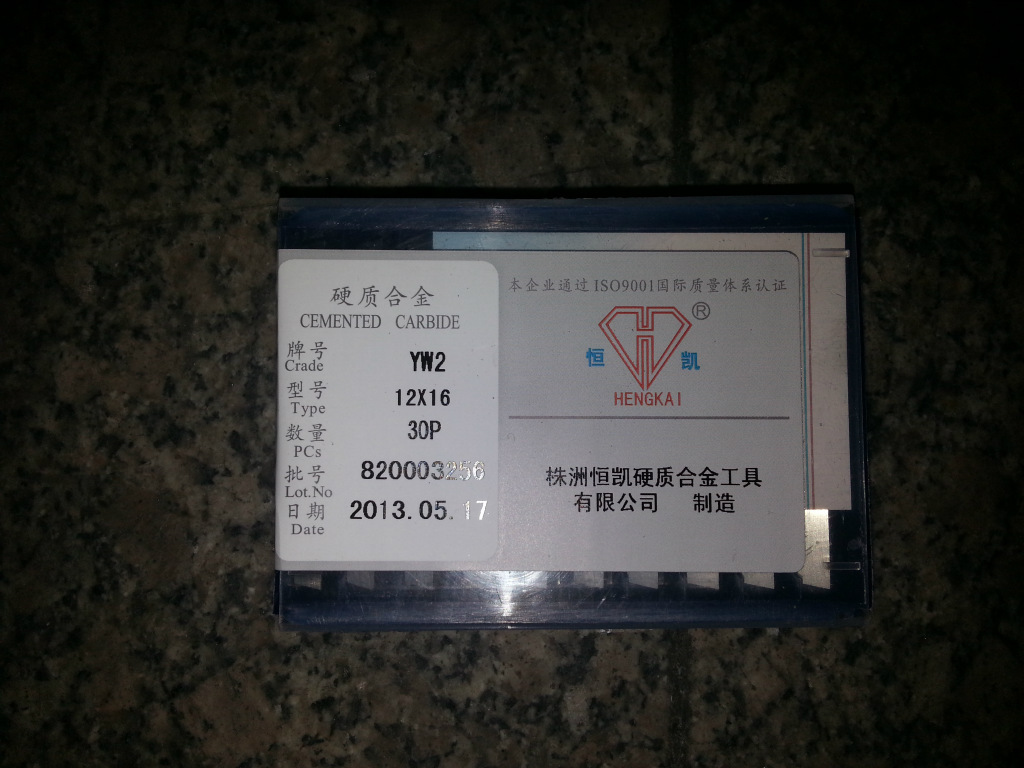 硬质合金
CEMENTED CARBIDE
牌号 YW2
Crade
型号 12X16
Type
数量 30P
PCs
批号 820003256
Lot.No
日期 2013.05.17
Date
本企业通过ISO9001国际质量体系认证
®
恒 凯
HENGKAI
株洲恒凯硬质合金工具
有限公司 制造